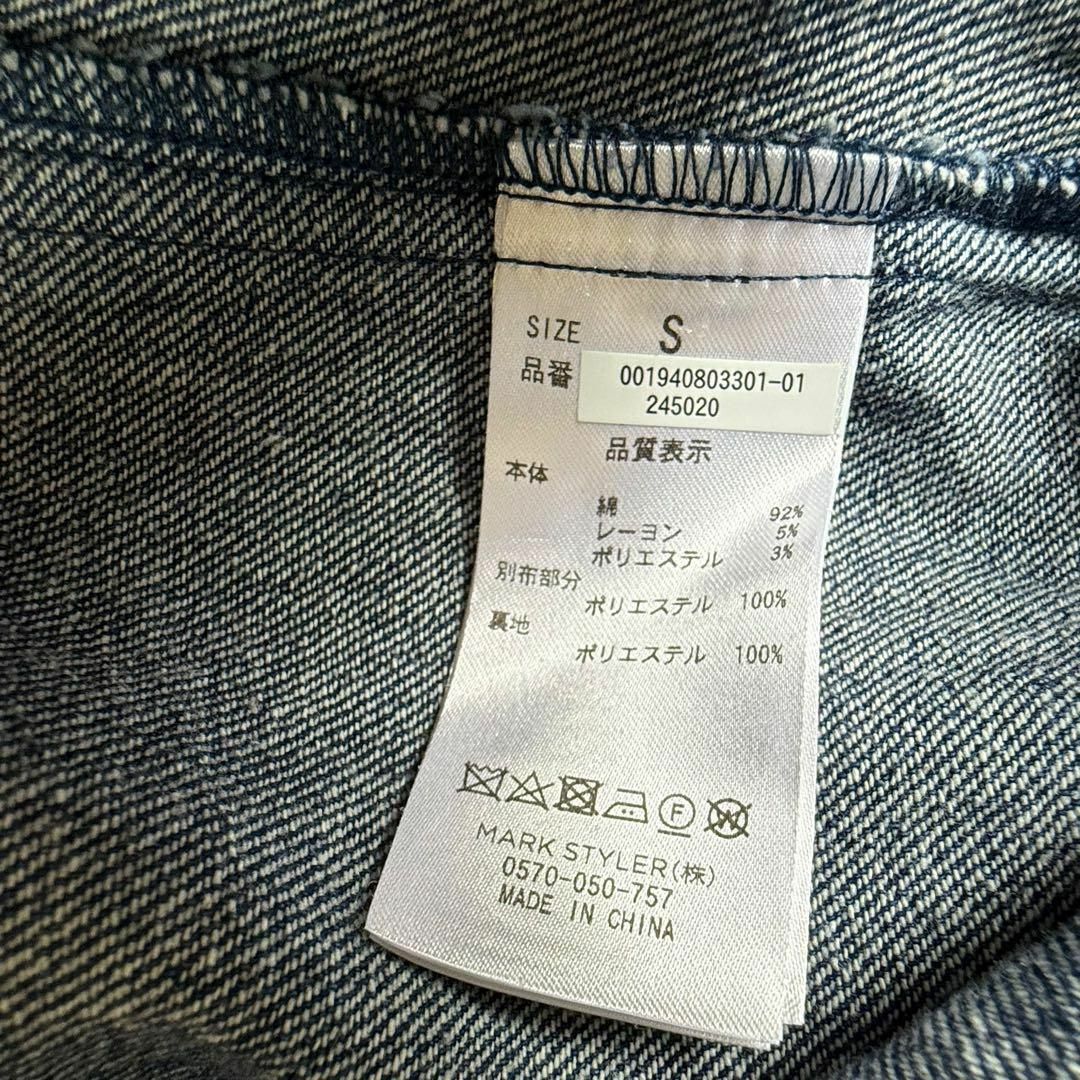 SIZE S
品番 001940803301-01
245020
品質表示
本体
綿 92%
レーヨン 5%
ポリエステル 3%
別布部分
ポリエステル 100%
裏地
ポリエステル 100%
F W
MARK STYLER(株)
0570-050-757
MADE IN CHINA